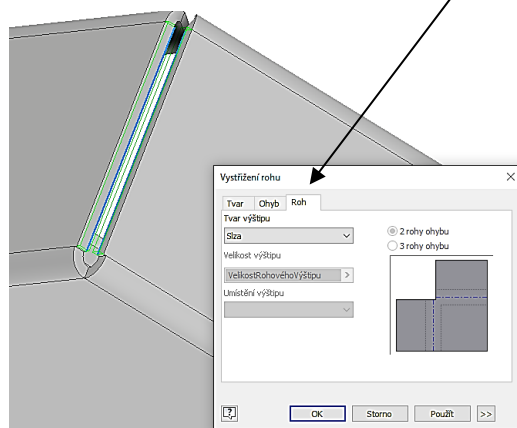 Vystřižení rohu
Tvar Ohyb Roh
Tvar výštipu
Slza
Velikost výštipu
VelikostRohovéhoVýštipu >
Umístění výštipu
2 rohy ohybu
3 rohy ohybu
OK Storno Použít >>